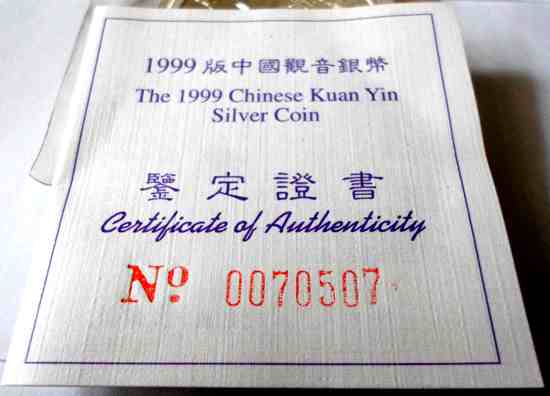 1999 版中國觀音銀幣
The 1999 Chinese Kuan Yin
Silver Coin
鑒定證書
Certificate of Authenticity
Nº 0070507